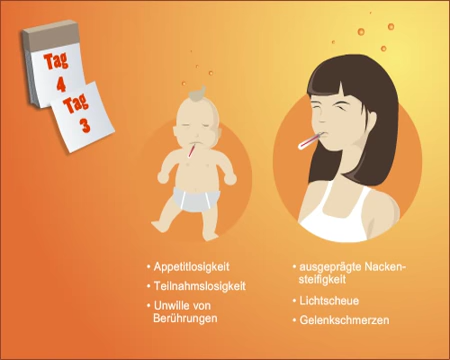 Tag
4
Tag
3
• Appetitlosigkeit
• Teilnahmslosigkeit
• Unwille von
Berührungen
• ausgeprägte Nacken-
steifigkeit
• Lichtscheue
• Gelenkschmerzen